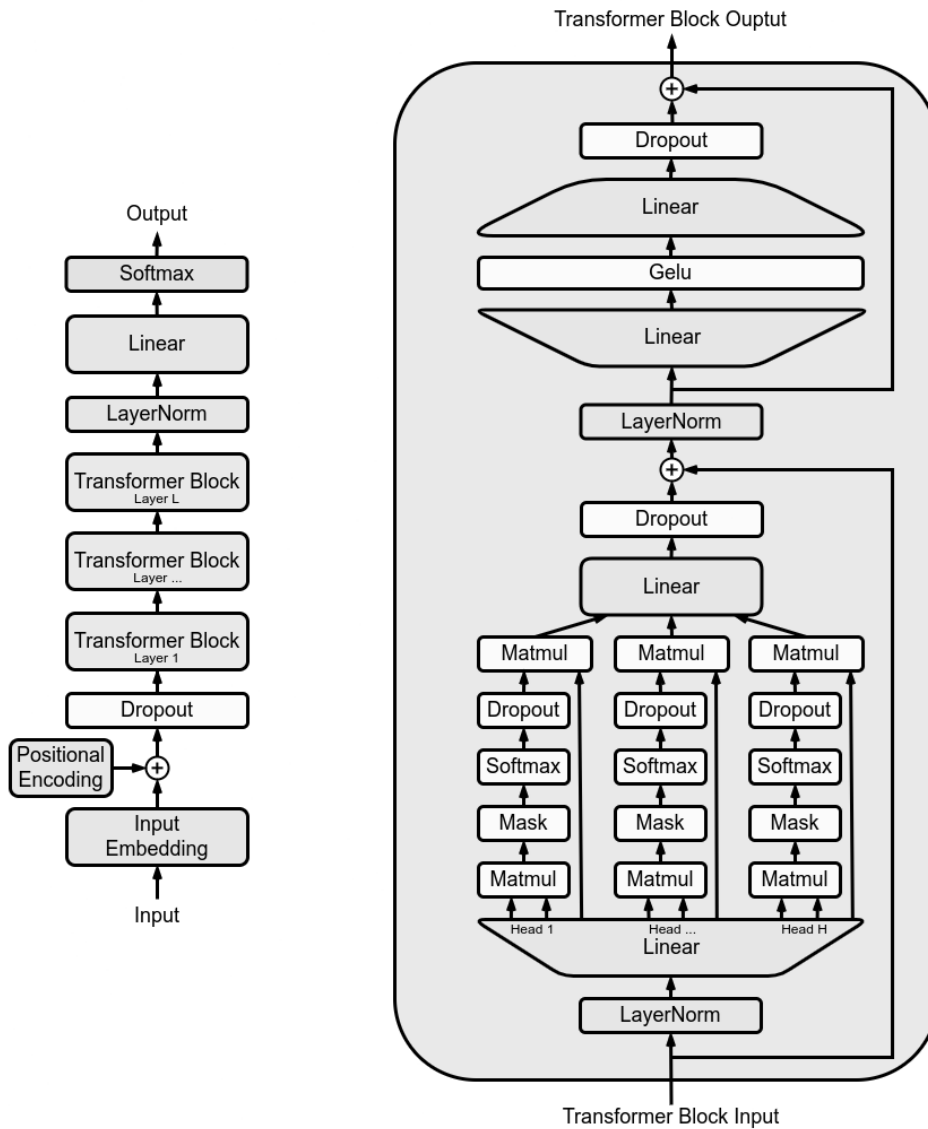 Output
Softmax
Linear
LayerNorm
Transformer Block
Layer L
Transformer Block
Layer ...
Transformer Block
Layer 1
Dropout
Positional
Encoding
+
Input
Embedding
Input
Transformer Block Ouptut
+
Dropout
Linear
Gelu
Linear
LayerNorm
+
Dropout
Linear
Matmul Matmul Matmul
Dropout Dropout Dropout
Softmax Softmax Softmax
Mask Mask Mask
Matmul Matmul Matmul
Head 1 Head ... Head H
Linear
LayerNorm
Transformer Block Input